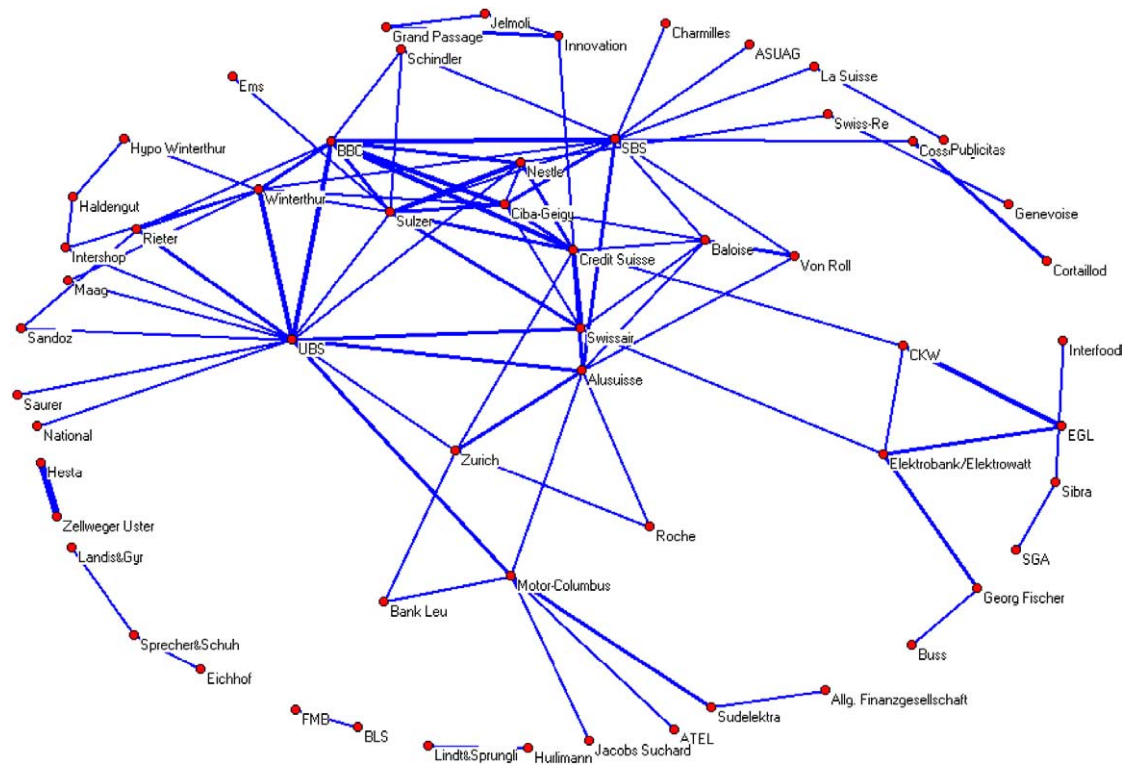 Jelmoli
Grand Passage
Innovation
Charmilles
Schindler
ASUAG
La Suisse
Ems
Swiss-Re
Hypo Winterthur
BBC
SBS
Publicitas
Nestle
Winterthur
Ciba-Geigy
Haldengut
Sulzer
Genevoise
Rieter
Intershop
Credit Suisse
Baloise
Von Roll
Cortaillod
Maag
Sandoz
UBS
Swissair
CKW
Interfood
Alusuisse
Saurer
National
EGL
Zurich
Elektrobank/Elektrowatt
Hesta
Sibra
Zellweger Uster
Roche
Landis&Gyr
SGA
Motor-Columbus
Georg Fischer
Bank Leu
Sprecher&Schuh
Buss
Eichhof
Allg. Finanzgesellschaft
FMB
Sudelektra
BLS
ATEL
Lindt&Sprungli
Hurlimann
Jacobs Suchard